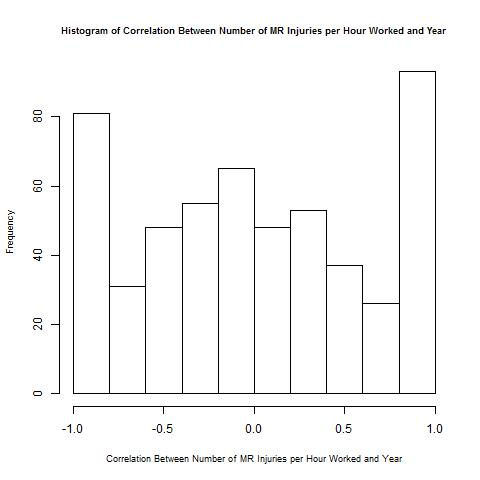 Histogram of Correlation Between Number of MR Injuries per Hour Worked and Year
Frequency
80
60
40
20
0
-1.0 -0.5 0.0 0.5 1.0
Correlation Between Number of MR Injuries per Hour Worked and Year